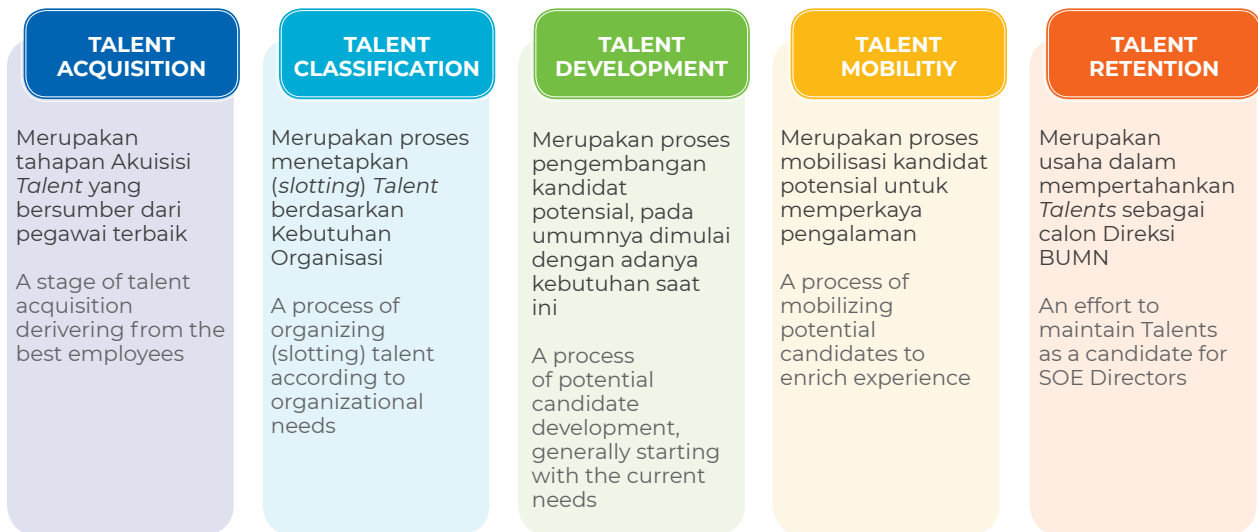 TALENT
ACQUISITION
Merupakan
tahapan Akuisisi
Talent yang
bersumber dari
pegawai terbaik
A stage of talent
acquisition
derivering from the
best employees
TALENT
CLASSIFICATION
Merupakan proses
menetapkan
(slotting) Talent
berdasarkan
Kebutuhan
Organisasi
A process of
organizing
(slotting) talent
according to
organizational
needs
TALENT
DEVELOPMENT
Merupakan proses
pengembangan
kandidat
potensial, pada
umumnya dimulai
dengan adanya
kebutuhan saat
ini
A process
of potential
candidate
development,
generally starting
with the current
needs
TALENT
MOBILITIY
Merupakan proses
mobilisasi kandidat
potensial untuk
memperkaya
pengalaman
A process of
mobilizing
potential
candidates to
enrich experience
TALENT
RETENTION
Merupakan
usaha dalam
mempertahankan
Talents sebagai
calon Direksi
BUMN
An effort to
maintain Talents
as a candidate for
SOE Directors